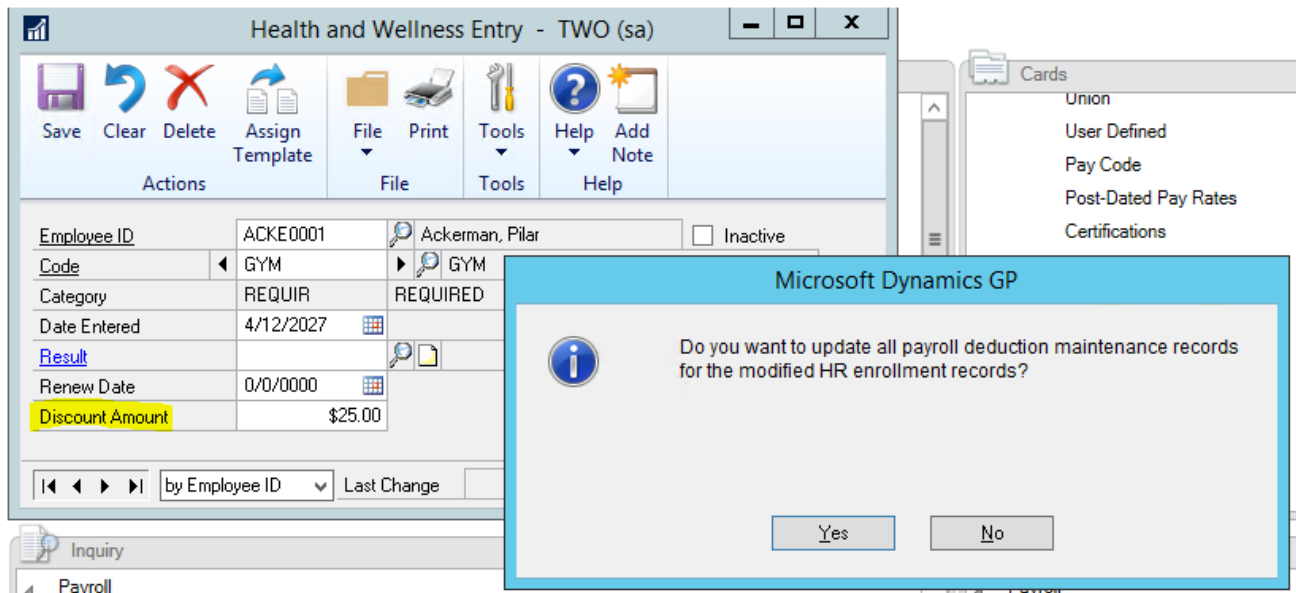 Health and Wellness Entry - TWO (sa)
Save
Clear
Delete
Assign
Template
File
Print
Tools
Help
Add
Note
Actions
File
Tools
Help
Employee ID ACKE0001 Ackerman, Pilar Inactive
Code GYM GYM
Category REQUIR REQUIRED
Date Entered 4/12/2027
Result
Renew Date 0/0/0000
Discount Amount $25.00
by Employee ID Last Change
Cards
Union
User Defined
Pay Code
Post-Dated Pay Rates
Certifications
Microsoft Dynamics GP
Do you want to update all payroll deduction maintenance records
for the modified HR enrollment records?
Yes No
Inquiry
Payroll
Payroll